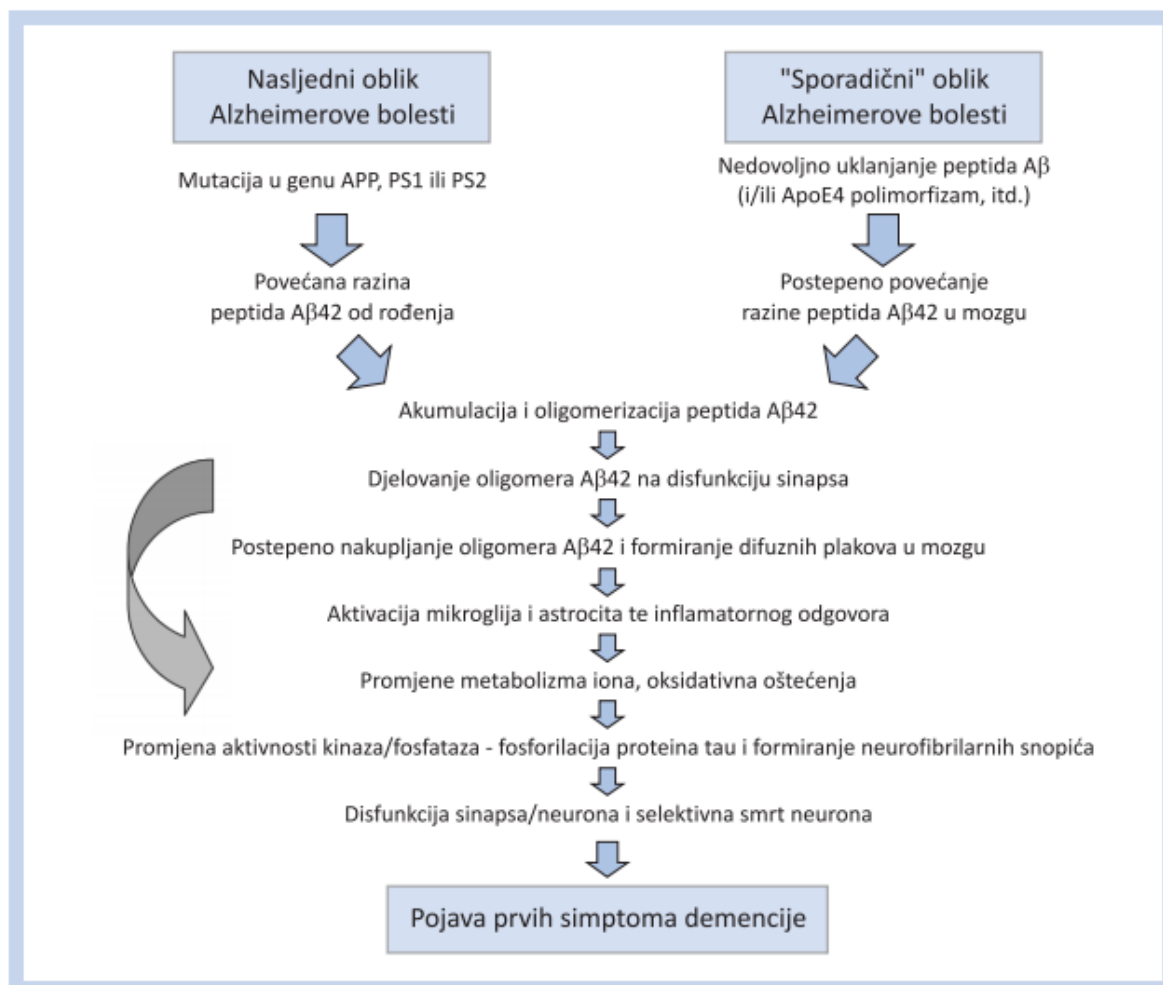 Nasljedni oblik
Alzheimerove bolesti
Mutacija u genu APP, PS1 ili PS2
Povećana razina
peptida Aβ42 od rođenja
"Sporadični" oblik
Alzheimerove bolesti
Nedovoljno uklanjanje peptida Aβ
(i/ili ApoE4 polimorfizam, itd.)
Postepeno povećanje
razine peptida Aβ42 u mozgu
Akumulacija i oligomerizacija peptida Aβ42
Djelovanje oligomera Aβ42 na disfunkciju sinapsa
Postepeno nakupljanje oligomera Aβ42 i formiranje difuznih plakova u mozgu
Aktivacija mikroglija i astrocita te inflamatornog odgovora
Promjene metabolizma iona, oksidativna oštećenja
Promjena aktivnosti kinaza/fosfataza - fosforilacija proteina tau i formiranje neurofibrilarnih snopića
Disfunkcija sinapsa/neurona i selektivna smrt neurona
Pojava prvih simptoma demencije